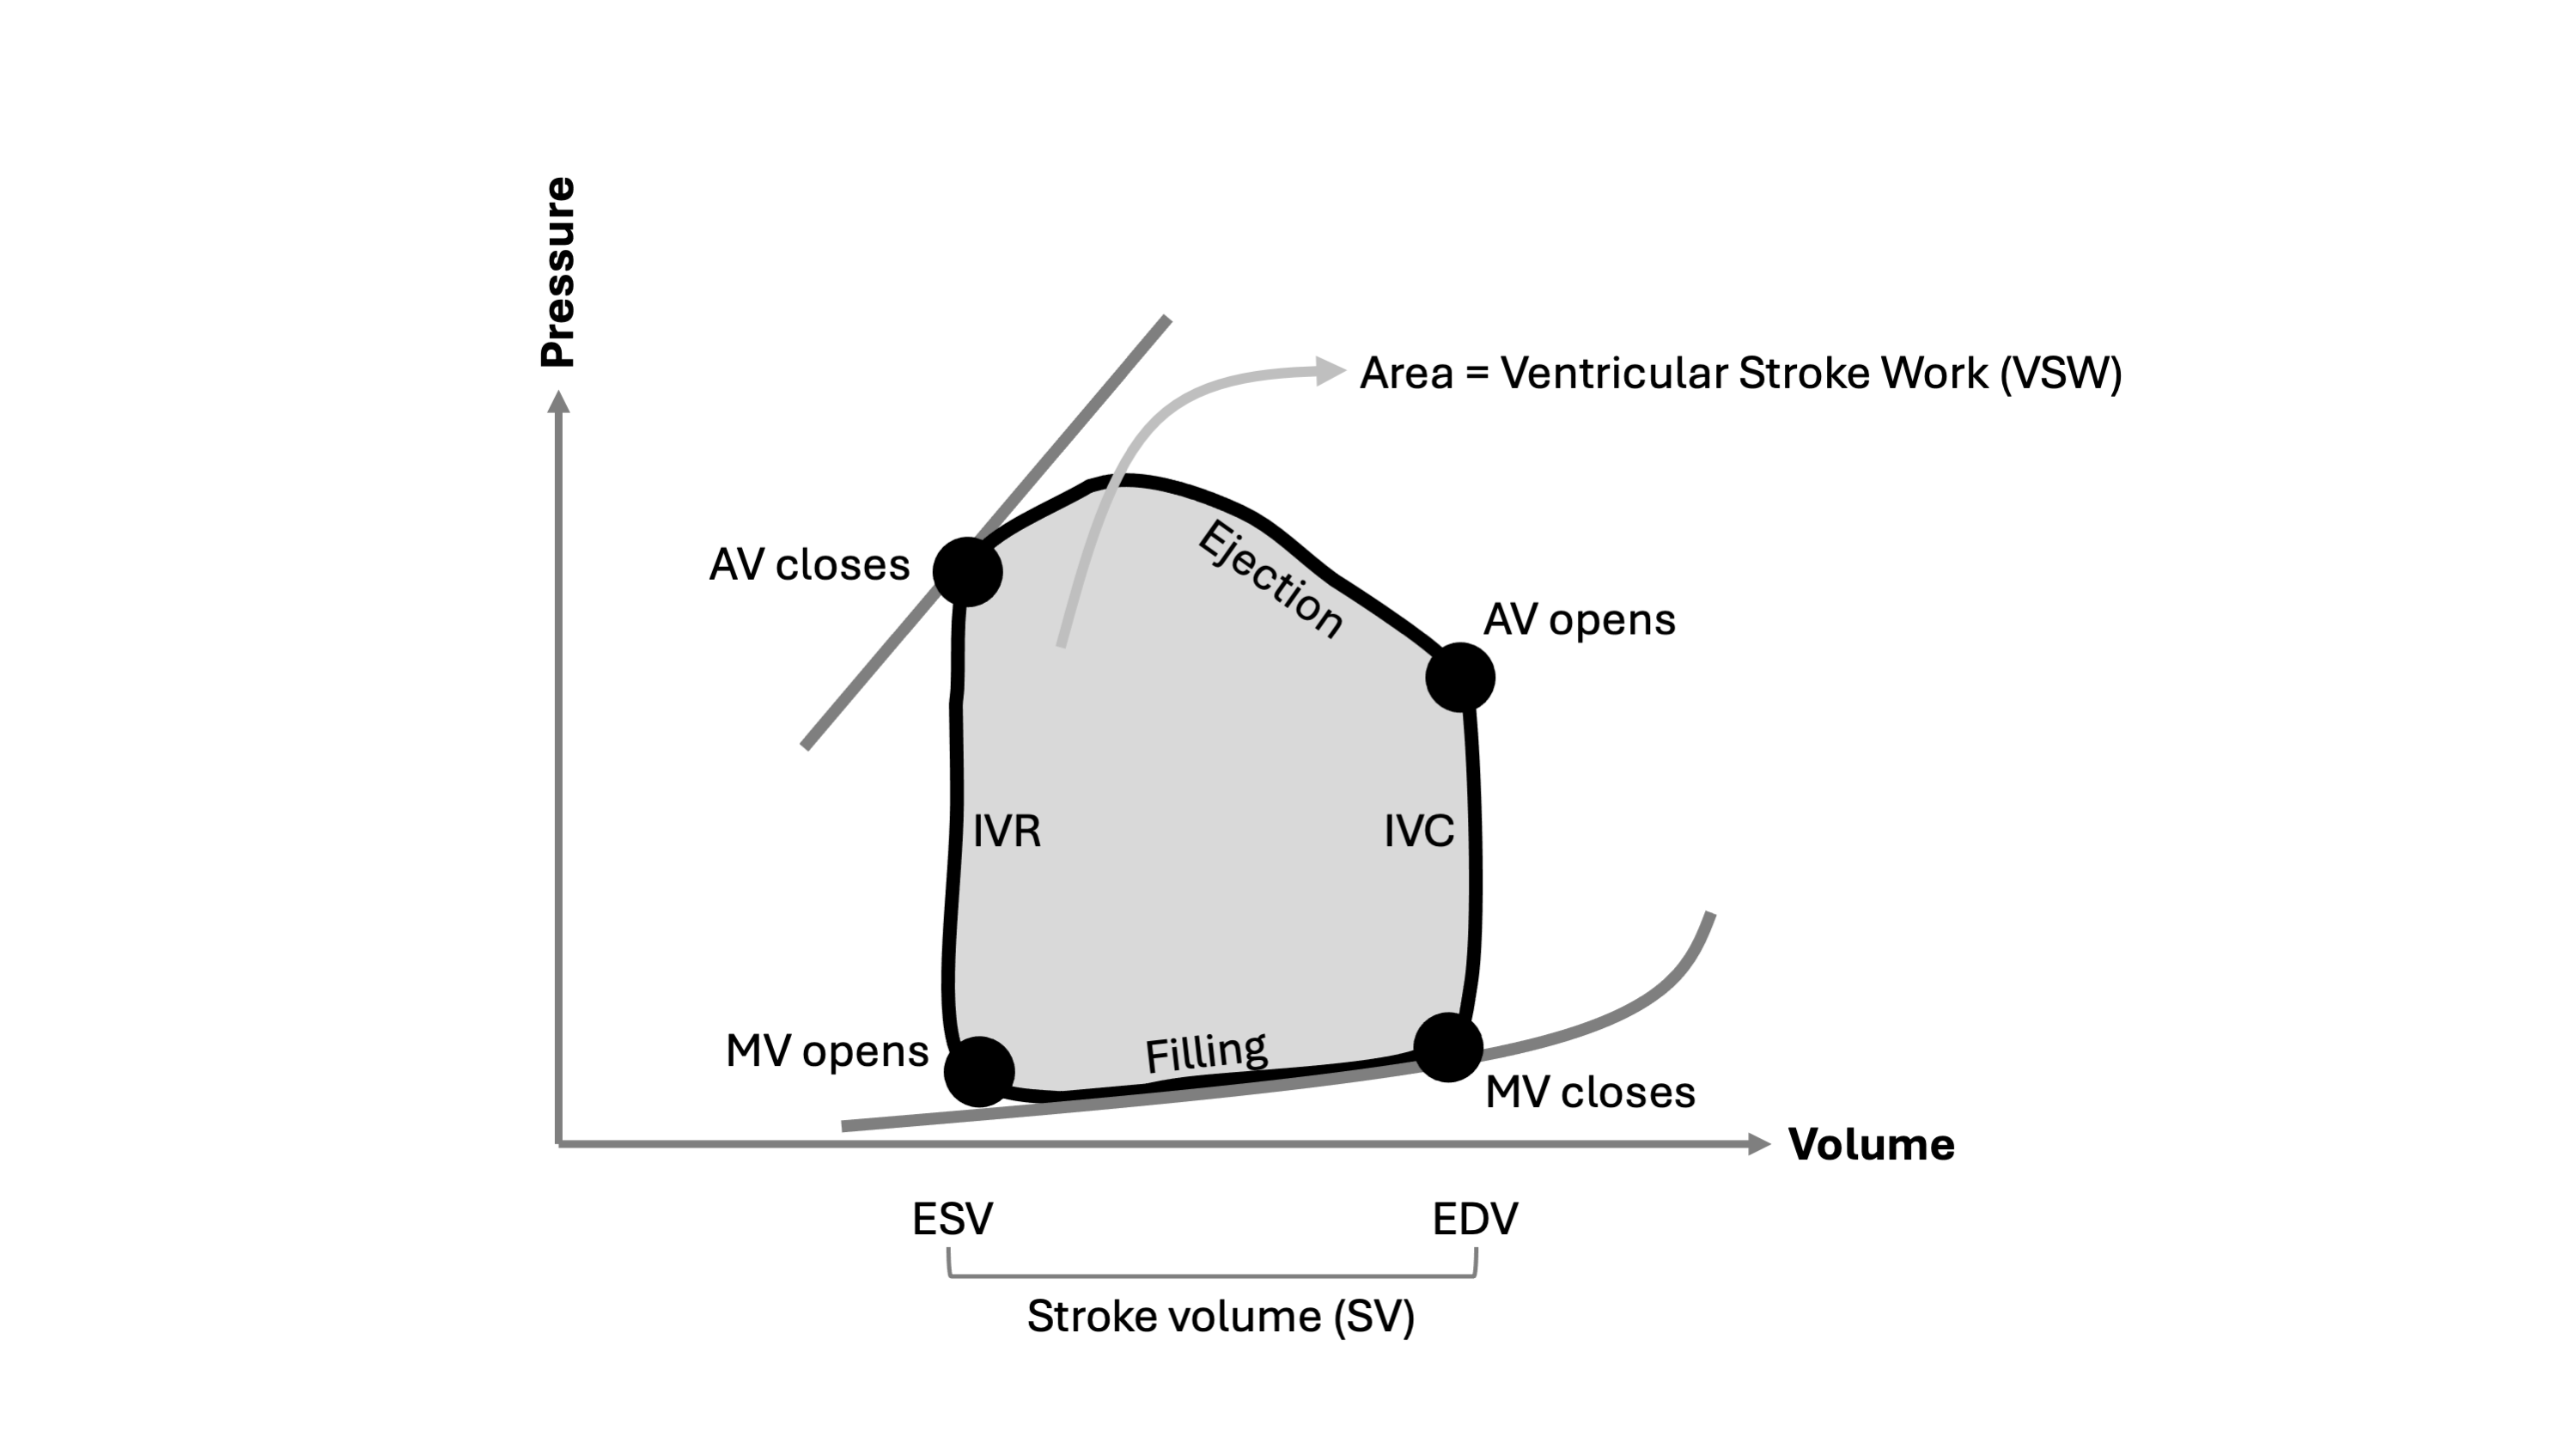 Pressure
Area = Ventricular Stroke Work (VSW)
AV closes
Ejection
AV opens
IVR
IVC
MV opens
Filling
MV closes
Volume
ESV
EDV
Stroke volume (SV)